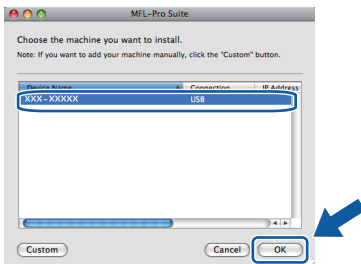 MFL-Pro Suite
Choose the machine you want to install.
Note: If you want to add your machine manually, click the "Custom" button.
Device Name Connection IP Address
XXX-XXXXX USB
Custom Cancel OK